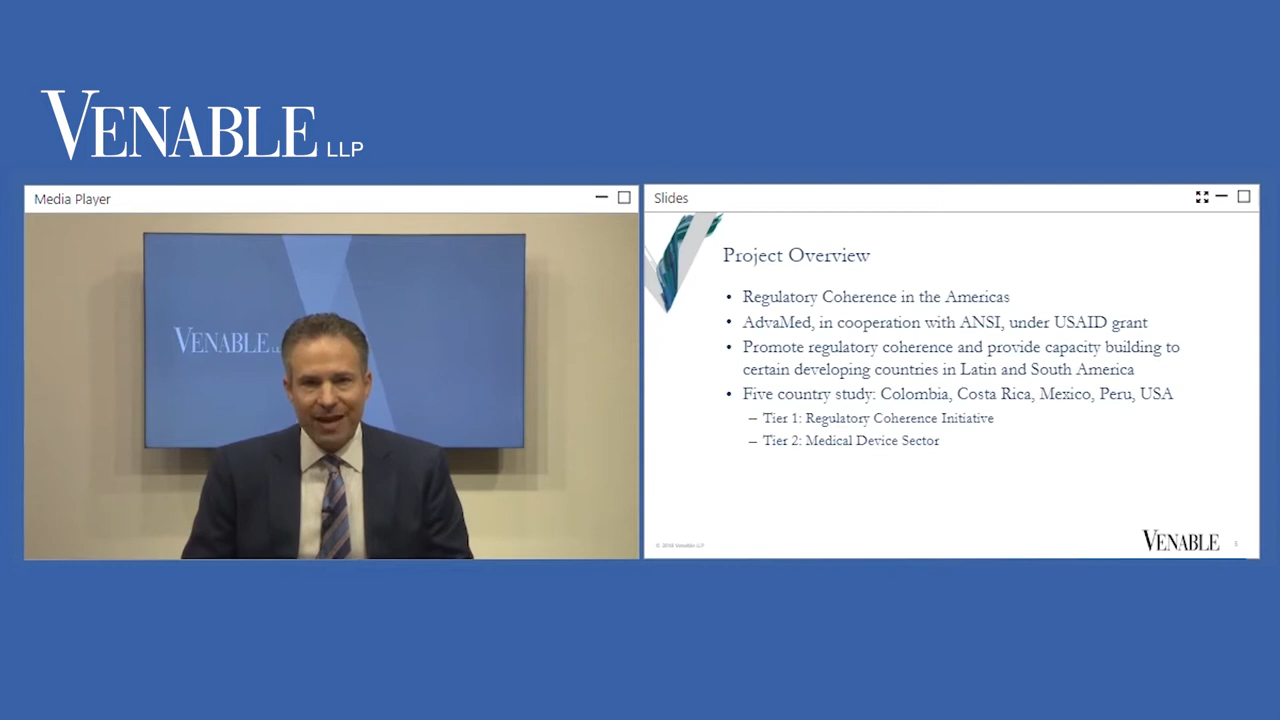 VENABLE LLP
Media Player
VENABLE
Slides
Project Overview
• Regulatory Coherence in the Americas
• AdvaMed, in cooperation with ANSI, under USAID grant
• Promote regulatory coherence and provide capacity building to
certain developing countries in Latin and South America
• Five country study: Colombia, Costa Rica, Mexico, Peru, USA
– Tier 1: Regulatory Coherence Initiative
– Tier 2: Medical Device Sector
© 2018 Venable LLP
VENABLE
5